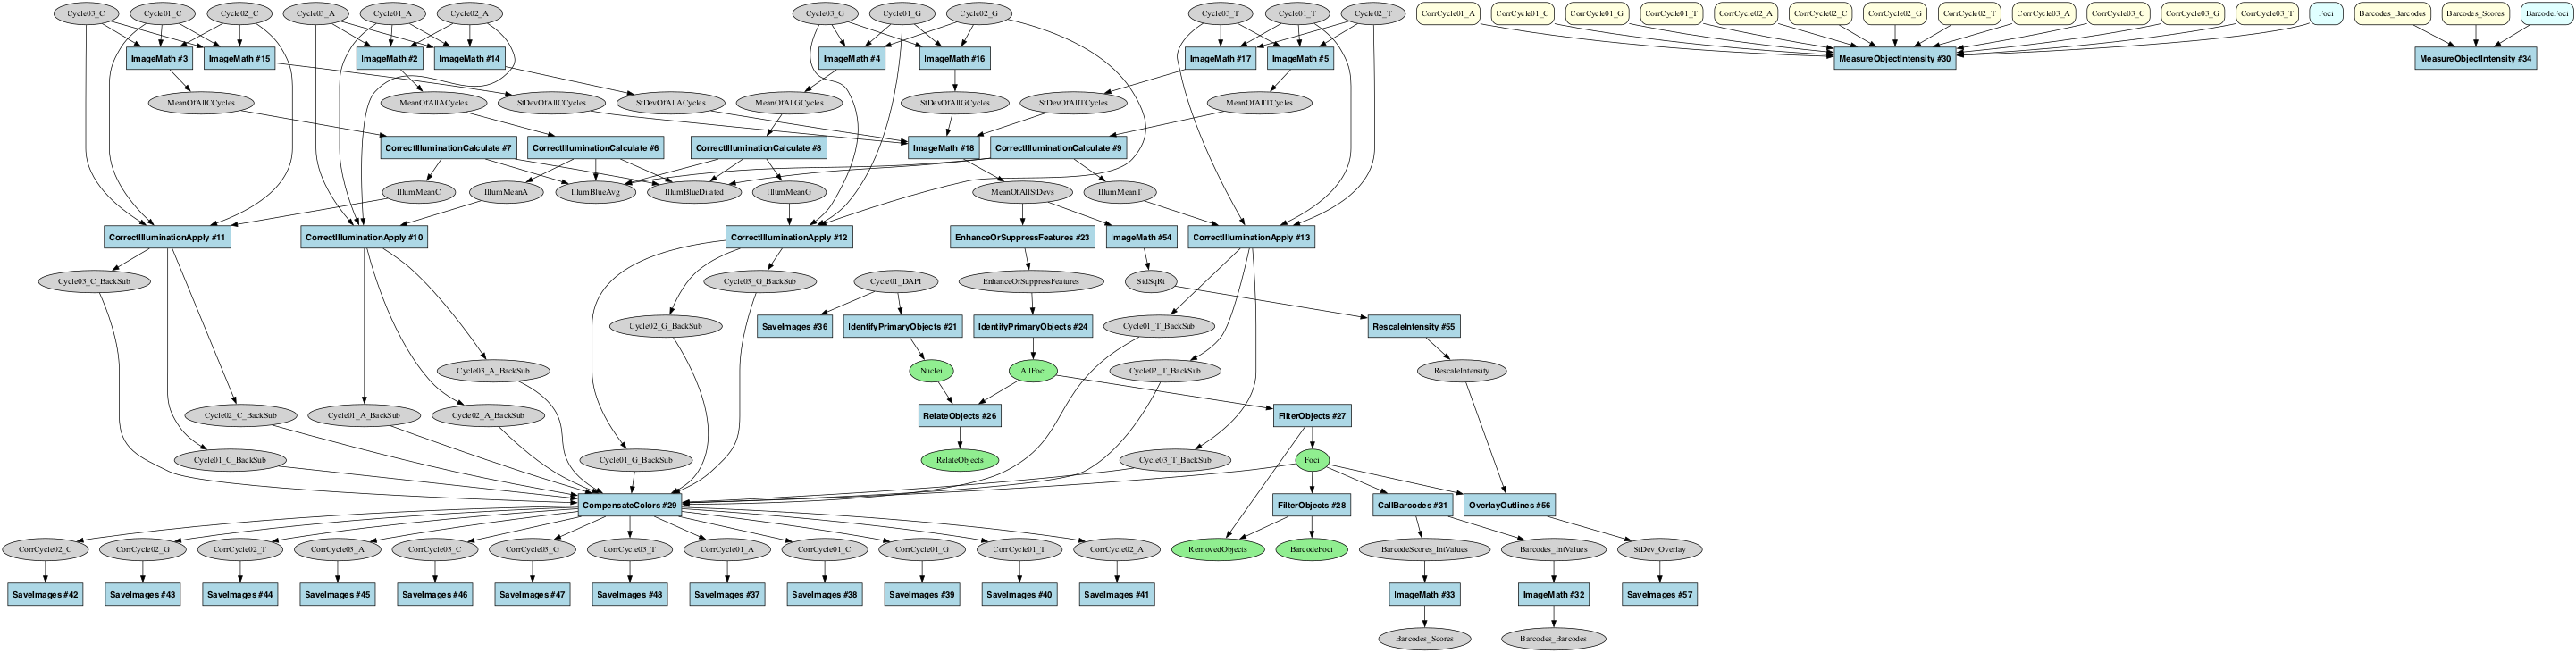 Cycle03_C
Cycle01_C
Cycle02_C
Cycle03_A
Cycle01_A
Cycle02_A
Cycle03_G
Cycle01_G
Cycle02_G
Cycle03_T
Cycle01_T
Cycle02_T
CorrCycle01_A
CorrCycle01_C
CorrCycle01_G
CorrCycle01_T
CorrCycle02_A
CorrCycle02_C
CorrCycle02_G
CorrCycle02_T
CorrCycle03_A
CorrCycle03_C
CorrCycle03_G
CorrCycle03_T
Foci
Barcodes_Barcodes
Barcodes_Scores
BarcodeFoci
ImageMath #3
ImageMath #15
ImageMath #2
ImageMath #14
ImageMath #4
ImageMath #16
ImageMath #17
ImageMath #5
MeasureObjectIntensity #30
MeasureObjectIntensity #34
MeanOfAllCCycles
MeanOfAllACycles
StDevOfAllCCycles
StDevOfAllACycles
MeanOfAllGCycles
StDevOfAllGCycles
StDevOfAllTCycles
MeanOfAllTCycles
CorrectIlluminationCalculate #7
CorrectIlluminationCalculate #6
CorrectIlluminationCalculate #8
ImageMath #18
CorrectIlluminationCalculate #9
IllumMeanC
IllumMeanA
IllumBlueAvg
IllumBlueDilated
IllumMeanG
MeanOfAllStDevs
IllumMeanT
CorrectIlluminationApply #11
CorrectIlluminationApply #10
CorrectIlluminationApply #12
EnhanceOrSuppressFeatures #23
ImageMath #54
CorrectIlluminationApply #13
Cycle03_C_BackSub
Cycle03_G_BackSub
Cycle01_DAPI
EnhanceOrSuppressFeatures
StdSqRt
Cycle02_G_BackSub
SaveImages #36
IdentifyPrimaryObjects #21
IdentifyPrimaryObjects #24
Cycle01_T_BackSub
RescaleIntensity #55
Cycle03_A_BackSub
Nuclei
AllFoci
Cycle02_T_BackSub
RescaleIntensity
Cycle02_C_BackSub
Cycle01_A_BackSub
Cycle02_A_BackSub
RelateObjects #26
FilterObjects #27
Cycle01_C_BackSub
Cycle01_G_BackSub
RelateObjects
Cycle03_T_BackSub
Foci
CompensateColors #29
FilterObjects #28
CallBarcodes #31
OverlayOutlines #56
CorrCycle02_C
CorrCycle02_G
CorrCycle02_T
CorrCycle03_A
CorrCycle03_C
CorrCycle03_G
CorrCycle03_T
CorrCycle01_A
CorrCycle01_C
CorrCycle01_G
CorrCycle01_T
CorrCycle02_A
RemovedObjects
BarcodeFoci
BarcodeScores_IntValues
Barcodes_IntValues
StDev_Overlay
SaveImages #42
SaveImages #43
SaveImages #44
SaveImages #45
SaveImages #46
SaveImages #47
SaveImages #48
SaveImages #37
SaveImages #38
SaveImages #39
SaveImages #40
SaveImages #41
ImageMath #33
ImageMath #32
SaveImages #57
Barcodes_Scores
Barcodes_Barcodes